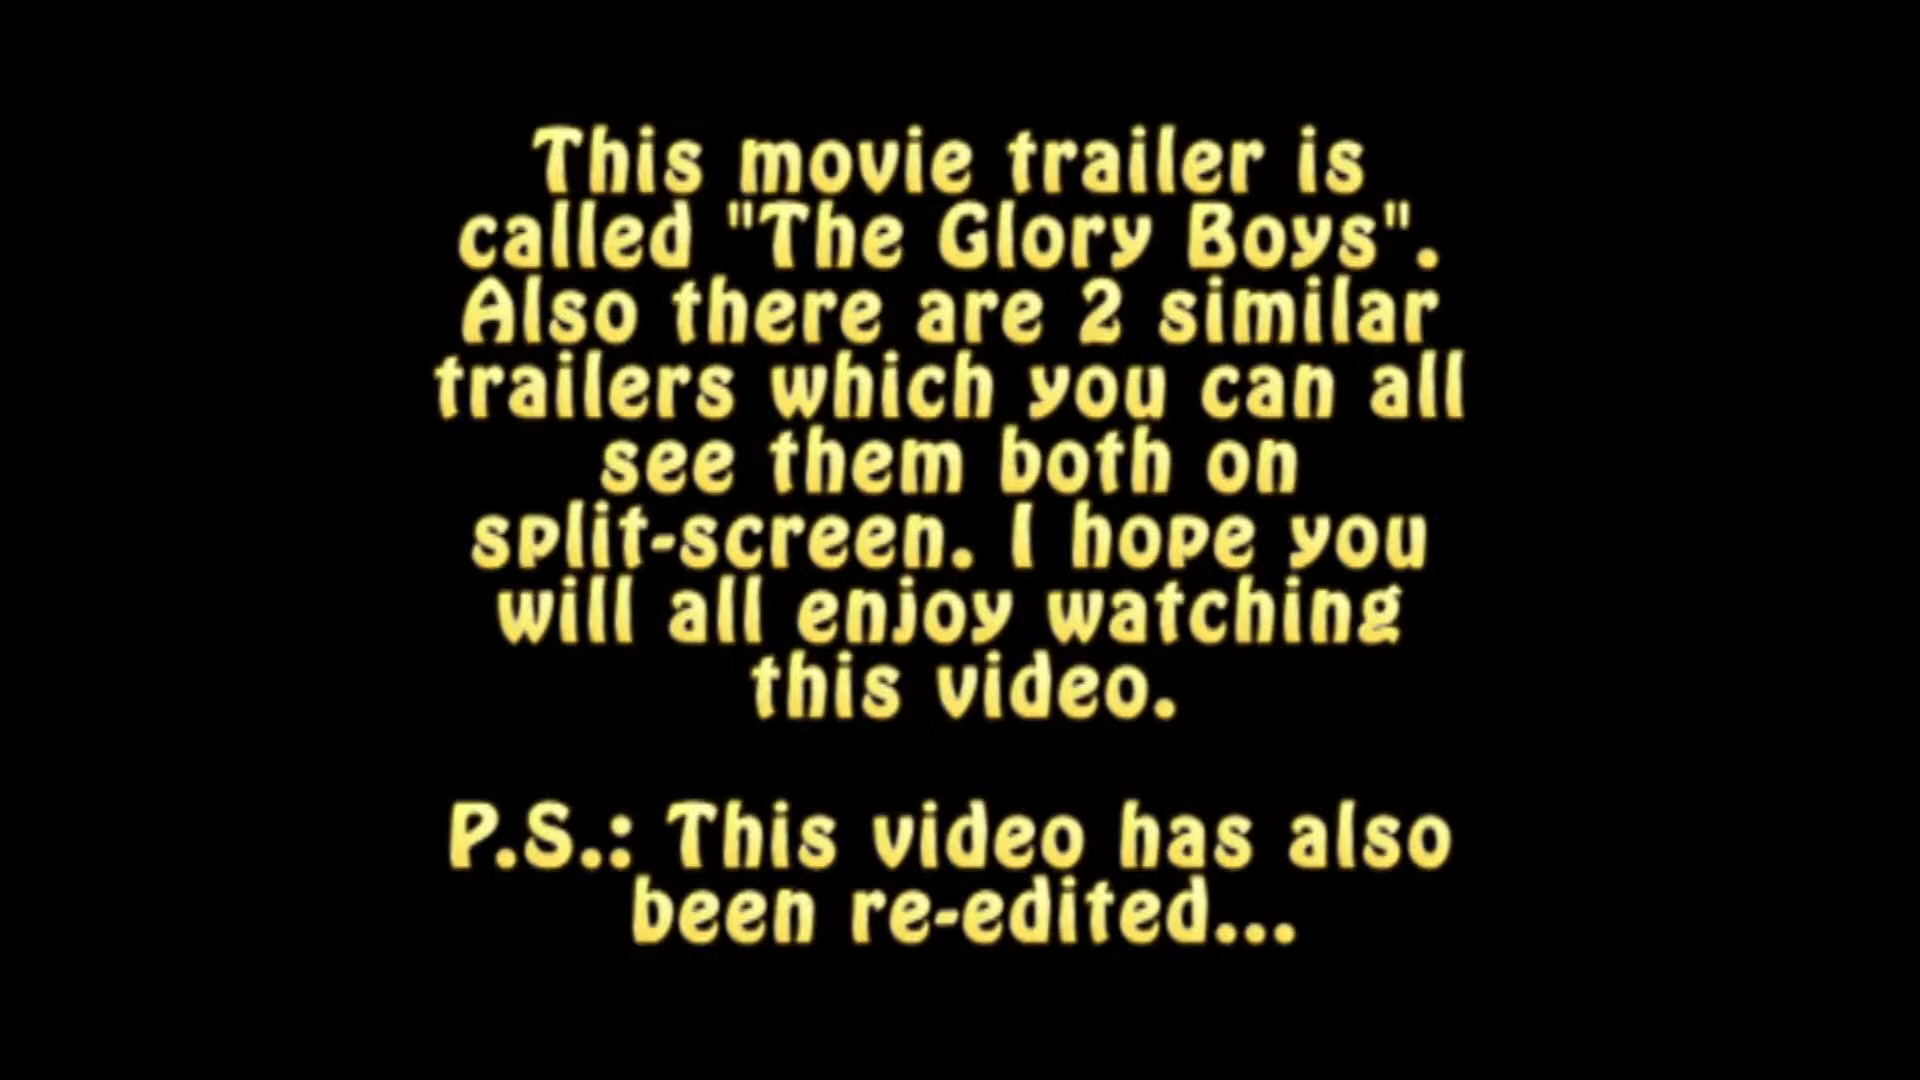 This movie trailer is
called "The Glory Boys".
Also there are 2 similar
trailers which you can all
see them both on
split-screen. I hope you
will all enjoy watching
this video.
P.S.: This video has also
been re-edited...